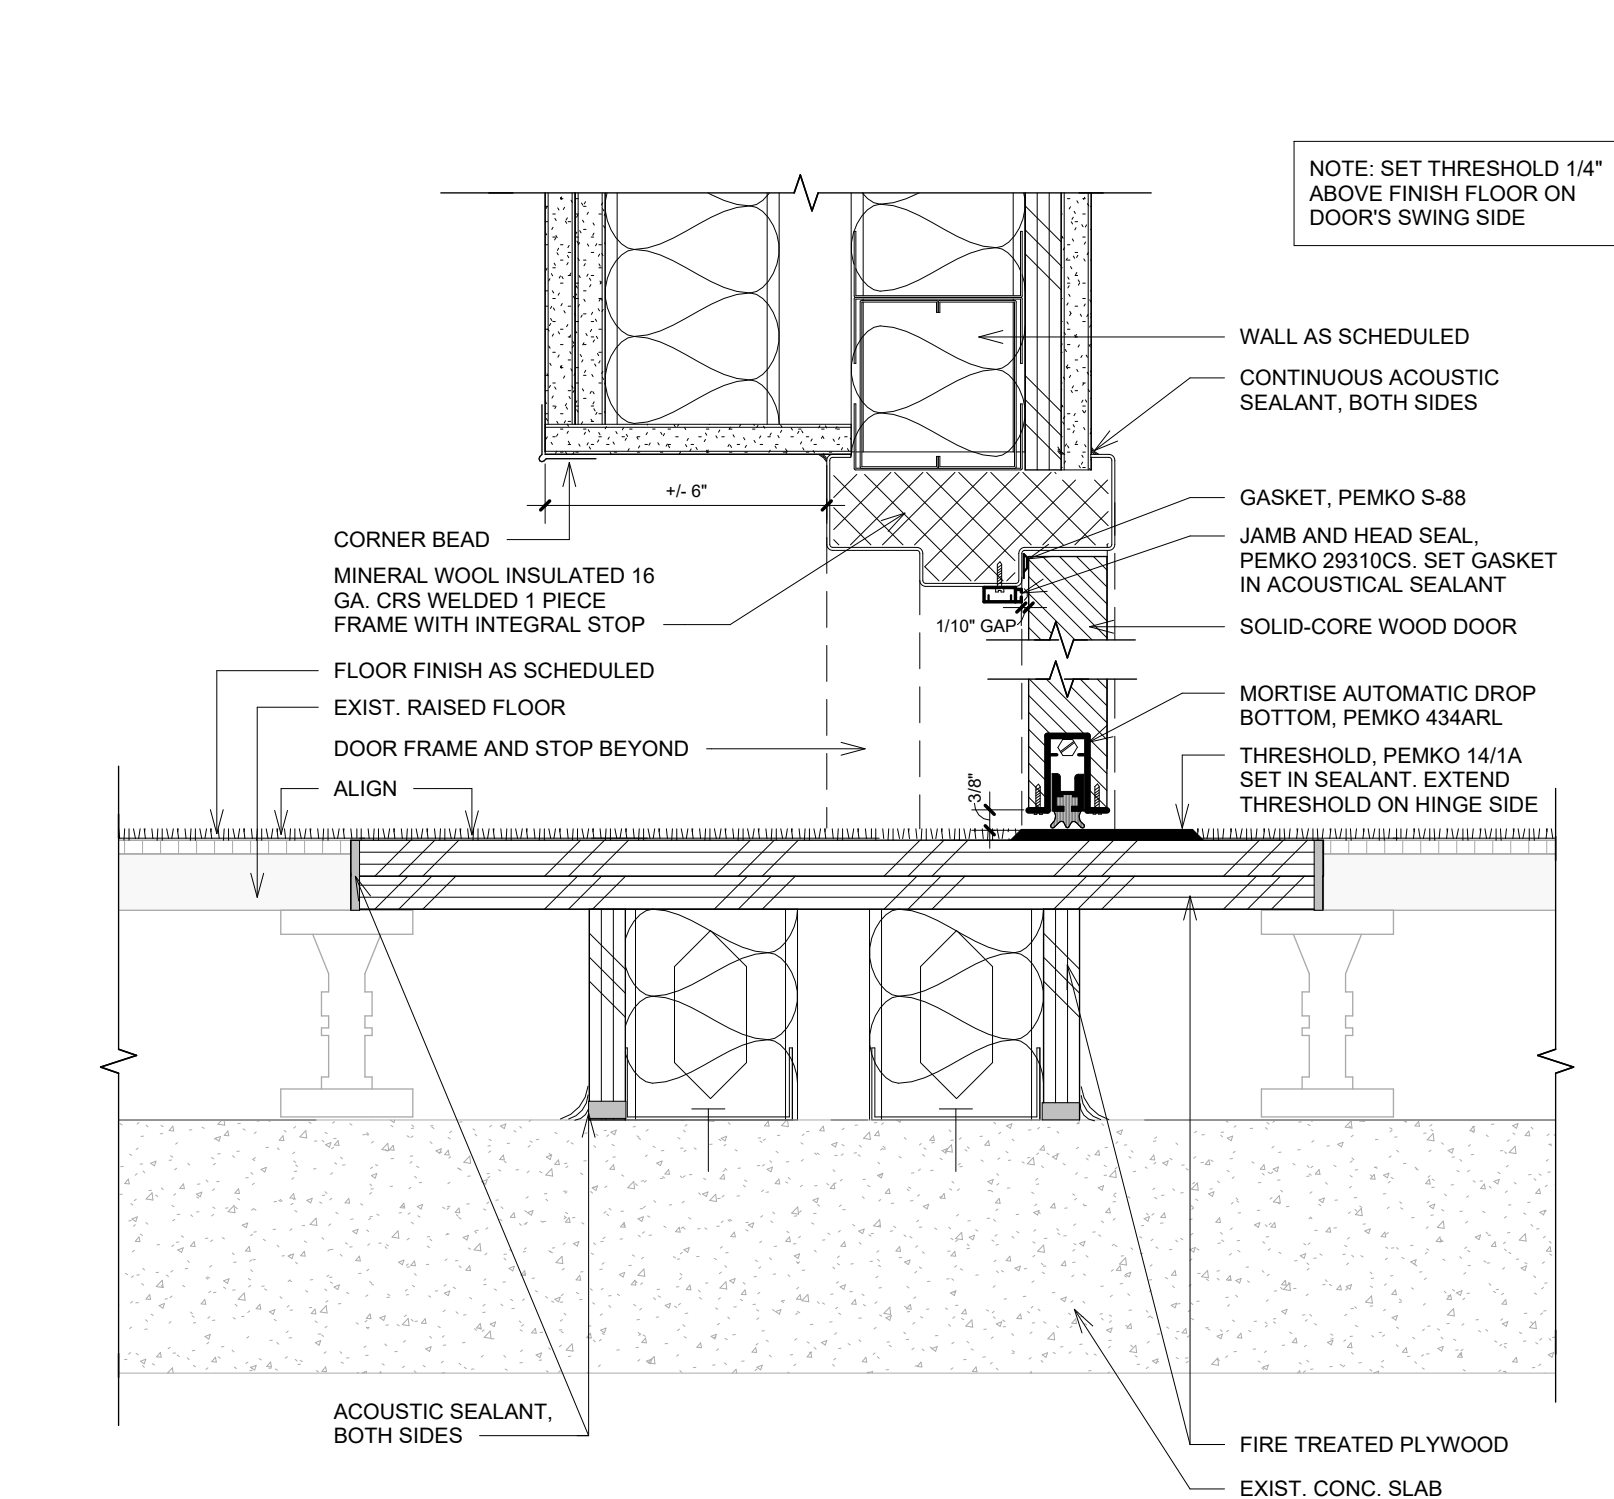 NOTE: SET THRESHOLD 1/4"
ABOVE FINISH FLOOR ON
DOOR'S SWING SIDE
WALL AS SCHEDULED
CONTINUOUS ACOUSTIC
SEALANT, BOTH SIDES
+/- 6"
GASKET, PEMKO S-88
CORNER BEAD
JAMB AND HEAD SEAL,
PEMKO 29310CS. SET GASKET
IN ACOUSTICAL SEALANT
MINERAL WOOL INSULATED 16
GA. CRS WELDED 1 PIECE
FRAME WITH INTEGRAL STOP
1/10" GAP
SOLID-CORE WOOD DOOR
FLOOR FINISH AS SCHEDULED
EXIST. RAISED FLOOR
MORTISE AUTOMATIC DROP
BOTTOM, PEMKO 434ARL
DOOR FRAME AND STOP BEYOND
THRESHOLD, PEMKO 14/1A
SET IN SEALANT. EXTEND
THRESHOLD ON HINGE SIDE
ALIGN
3/8"
ACOUSTIC SEALANT,
BOTH SIDES
FIRE TREATED PLYWOOD
EXIST. CONC. SLAB